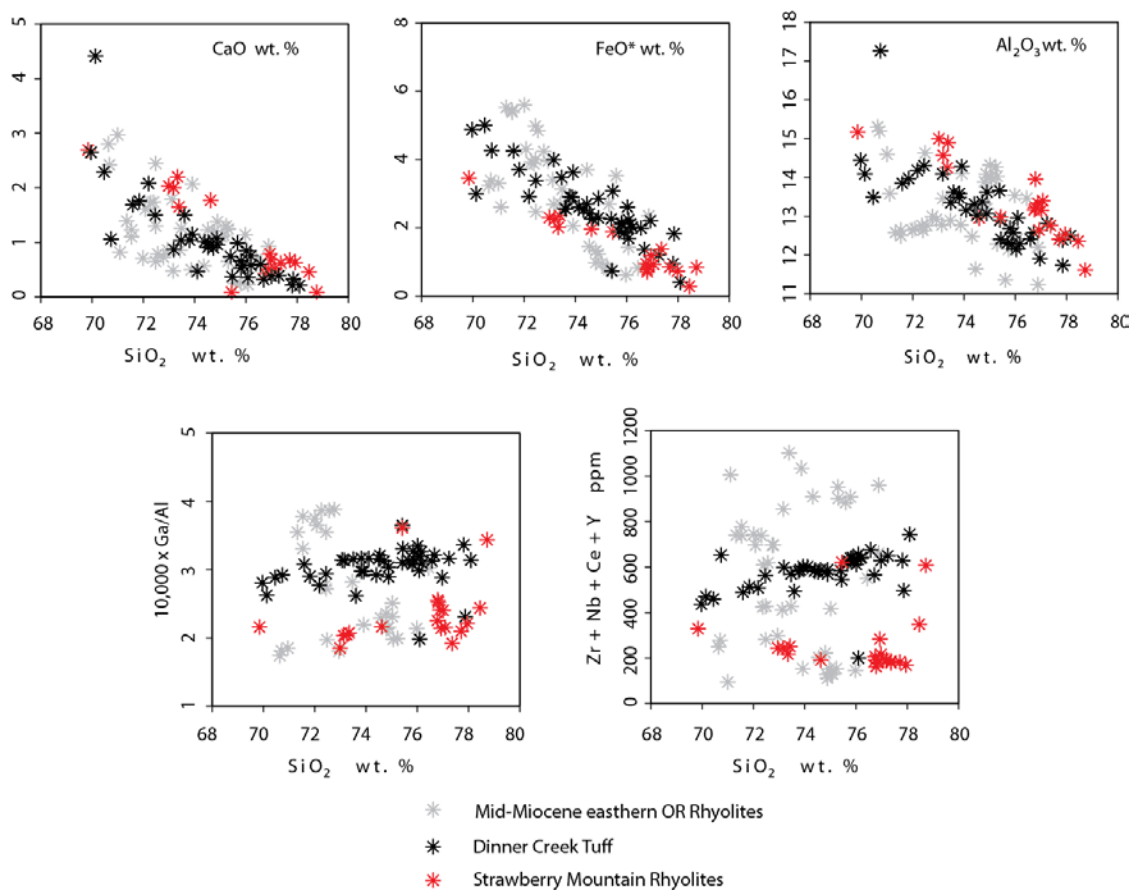 CaO wt. %
5
4
3
2
1
0
68 70 72 74 76 78 80
SiO₂ wt. %
FeO* wt. %
8
6
4
2
0
68 70 72 74 76 78 80
SiO₂ wt. %
Al₂O₃ wt. %
18
17
16
15
14
13
12
11
68 70 72 74 76 78 80
SiO₂ wt. %
10,000 x Ga/Al
5
4
3
2
1
68 70 72 74 76 78 80
SiO₂ wt. %
Zr + Nb + Ce + Y ppm
1200
1000
800
600
400
200
0
68 70 72 74 76 78 80
SiO₂ wt. %
Mid-Miocene easthern OR Rhyolites
Dinner Creek Tuff
Strawberry Mountain Rhyolites